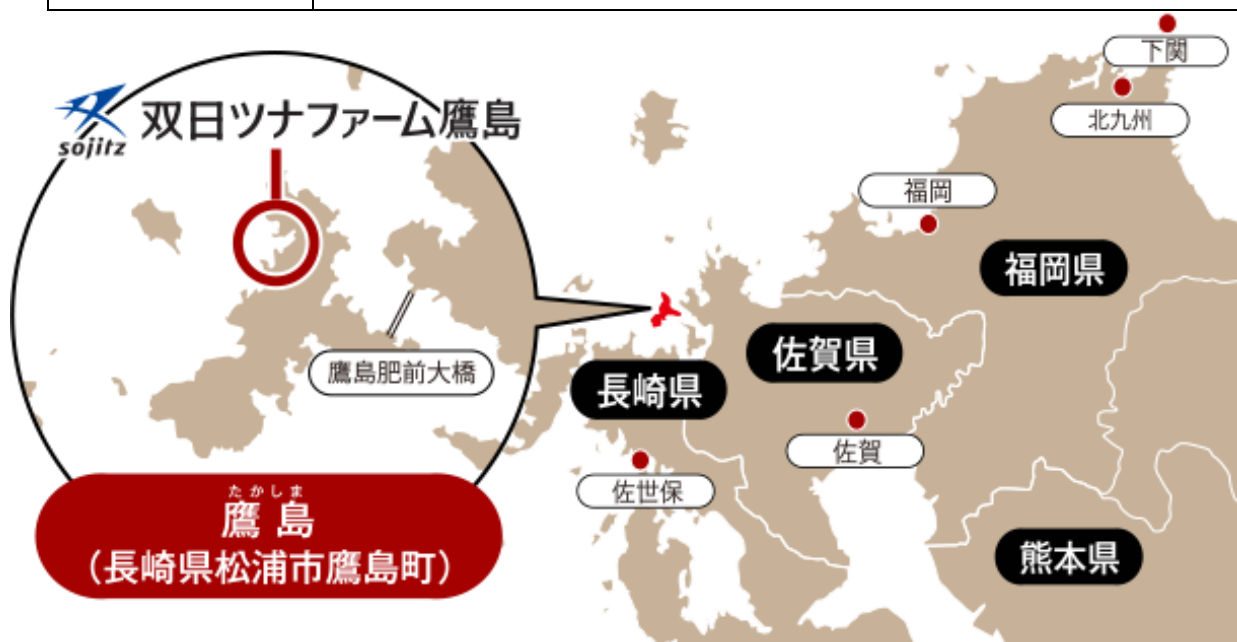 sojitz
双日ツナファーム鷹島
鷹島肥前大橋
たかしま
鷹島
（長崎県松浦市鷹島町）
下関
北九州
福岡
福岡県
佐賀県
長崎県
佐賀
佐世保
熊本県